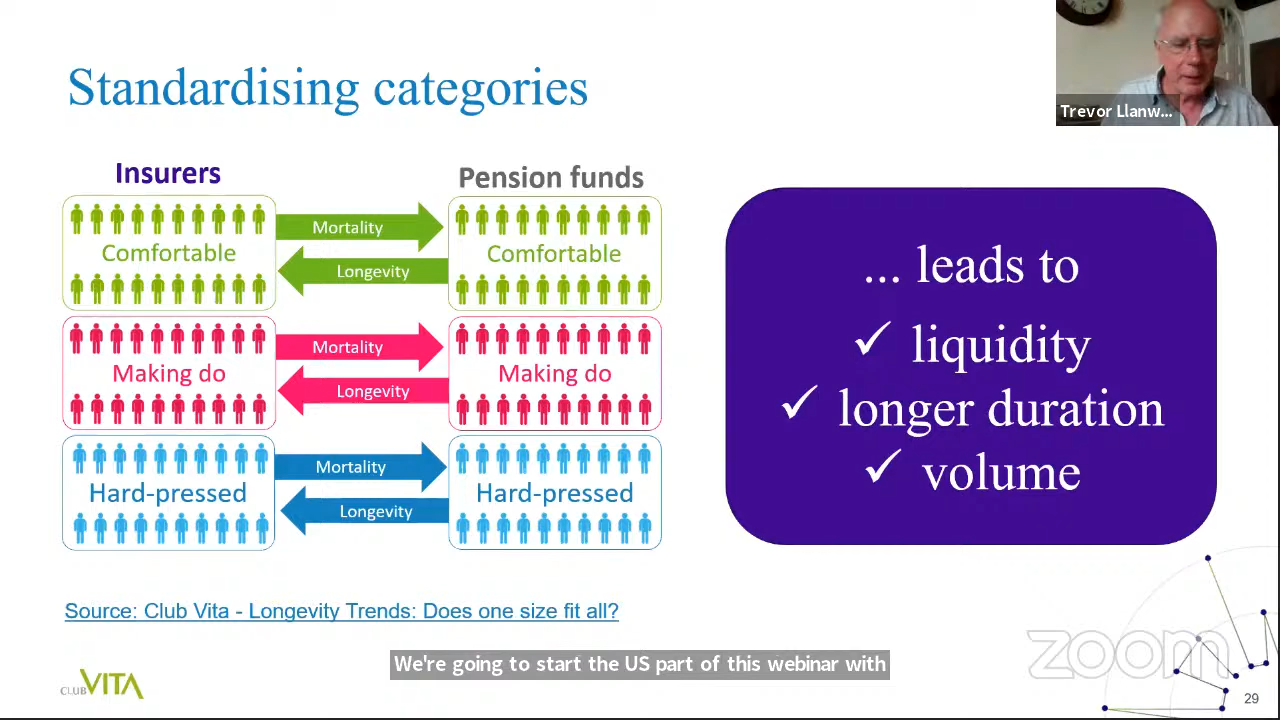 Standardising categories
Trevor Llanw...
Insurers
Pension funds
Comfortable
Mortality
Longevity
Comfortable
Making do
Mortality
Longevity
Making do
Hard-pressed
Mortality
Longevity
Hard-pressed
... leads to
✓ liquidity
✓ longer duration
✓ volume
Source: Club Vita - Longevity Trends: Does one size fit all?
We're going to start the US part of this webinar with
zoom
CLUB VITA
29